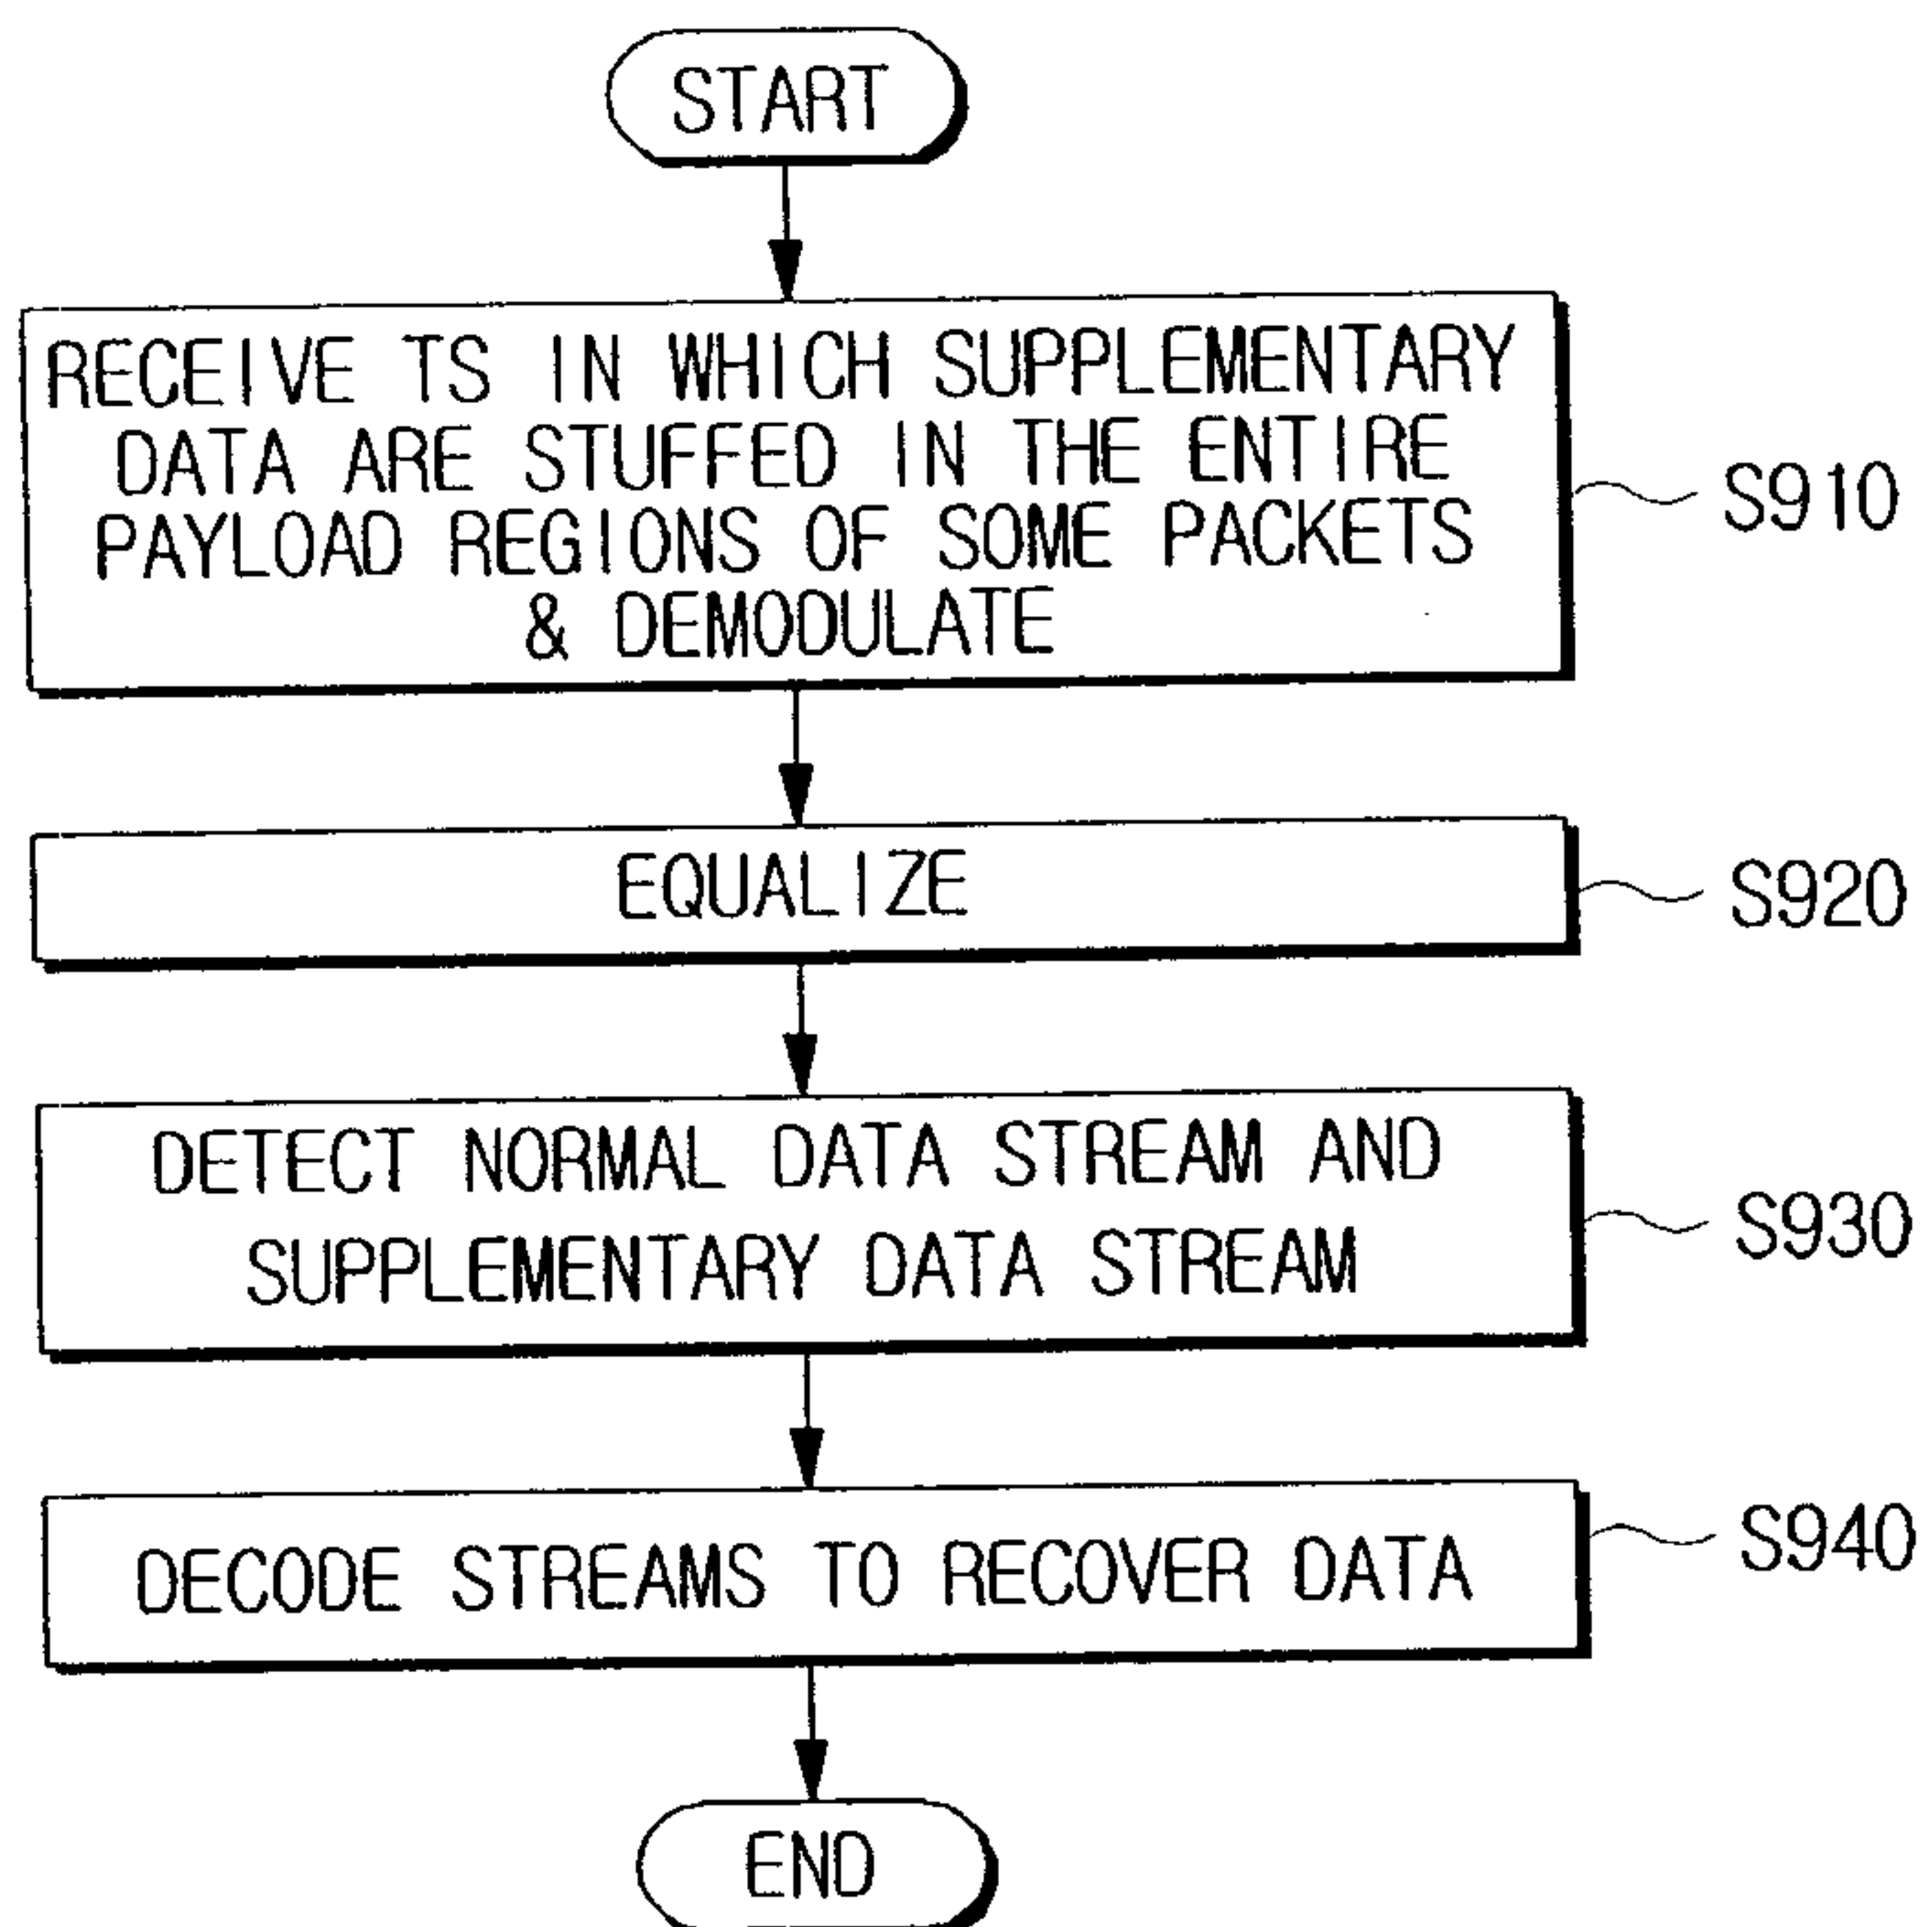 START
RECEIVE TS IN WHICH SUPPLEMENTARY
DATA ARE STUFFED IN THE ENTIRE
PAYLOAD REGIONS OF SOME PACKETS
& DEMODULATE
S910
EQUALIZE
S920
DETECT NORMAL DATA STREAM AND
SUPPLEMENTARY DATA STREAM
S930
DECODE STREAMS TO RECOVER DATA
S940
END